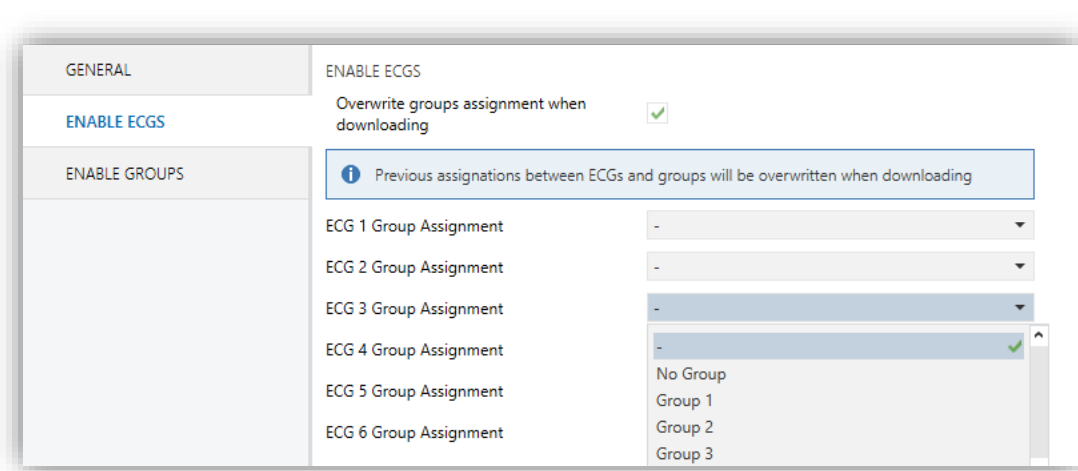 GENERAL
ENABLE ECGS
ENABLE GROUPS
ENABLE ECGS
Overwrite groups assignment when
downloading
Previous assignations between ECGs and groups will be overwritten when downloading
ECG 1 Group Assignment
-
ECG 2 Group Assignment
-
ECG 3 Group Assignment
-
ECG 4 Group Assignment
ECG 5 Group Assignment
ECG 6 Group Assignment
-
No Group
Group 1
Group 2
Group 3